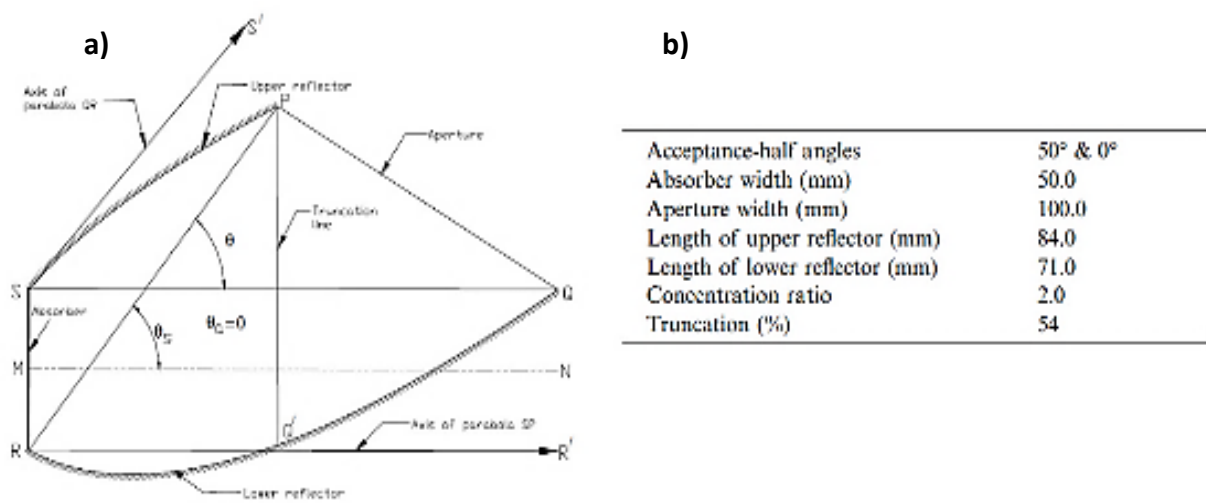 a)
S'
Axis of
parabola QR
Upper reflector
P
Aperture
Truncation
line
θ
S
Q
Absorber
θS
θQ=0
M
N
Q'
Axis of parabola SP
R
R'
Lower reflector
b)
Acceptance-half angles 50° & 0°
Absorber width (mm) 50.0
Aperture width (mm) 100.0
Length of upper reflector (mm) 84.0
Length of lower reflector (mm) 71.0
Concentration ratio 2.0
Truncation (%) 54